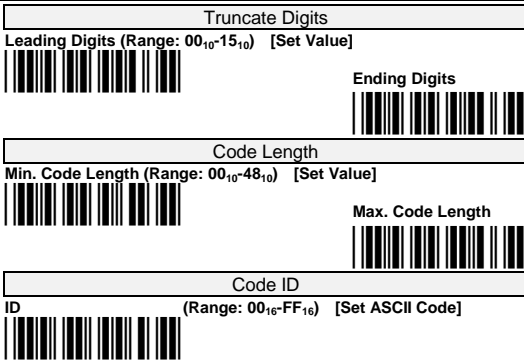 Truncate Digits
Leading Digits (Range: 00₁₀-15₁₀) [Set Value]
Ending Digits
Code Length
Min. Code Length (Range: 00₁₀-48₁₀) [Set Value]
Max. Code Length
Code ID
ID (Range: 00₁₆-FF₁₆) [Set ASCII Code]